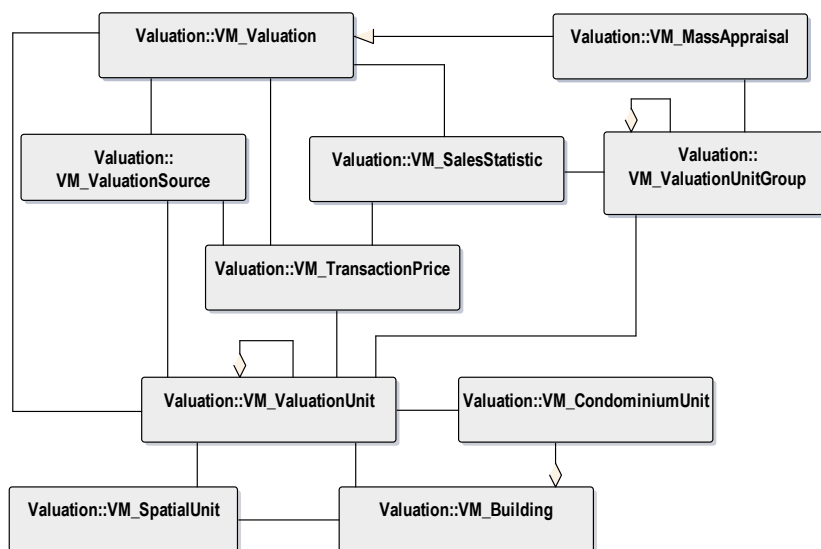 Valuation::VM_Valuation
Valuation::VM_MassAppraisal
Valuation::
VM_ValuationSource
Valuation::VM_SalesStatistic
Valuation::
VM_ValuationUnitGroup
Valuation::VM_TransactionPrice
Valuation::VM_ValuationUnit
Valuation::VM_CondominiumUnit
Valuation::VM_SpatialUnit
Valuation::VM_Building